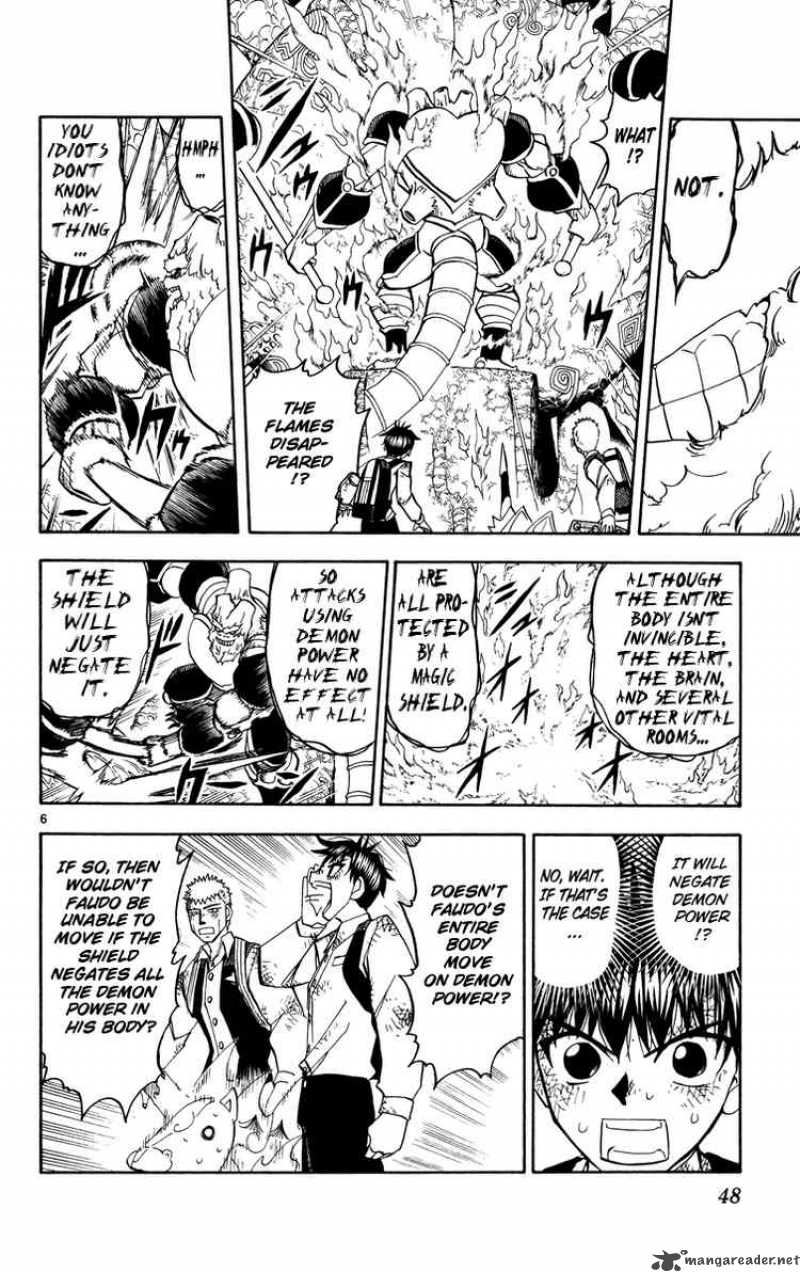 NOT.
WHAT
!?
THE
FLAMES
DISAP-
PEARED
!?
HMPH
...
YOU
IDIOTS
DON'T
KNOW
ANY-
THING
...
ALTHOUGH
THE ENTIRE
BODY ISN'T
INVINCIBLE,
THE HEART,
THE BRAIN,
AND SEVERAL
OTHER VITAL
ROOMS...
ARE
ALL PRO-
TECTED
BY A
MAGIC
SHIELD.
SO
ATTACKS
USING
DEMON
POWER
HAVE NO
EFFECT
AT ALL!
THE
SHIELD
WILL
JUST
NEGATE
IT.
6
IT WILL
NEGATE
DEMON
POWER
!?
NO, WAIT.
IF THAT'S
THE CASE
...
DOESN'T
FAUDO'S
ENTIRE
BODY
MOVE
ON DEMON
POWER!?
IF SO, THEN
WOULDN'T
FAUDO BE
UNABLE TO
MOVE IF THE
SHIELD
NEGATES ALL
THE DEMON
POWER IN
HIS BODY?
48
mangareader.net